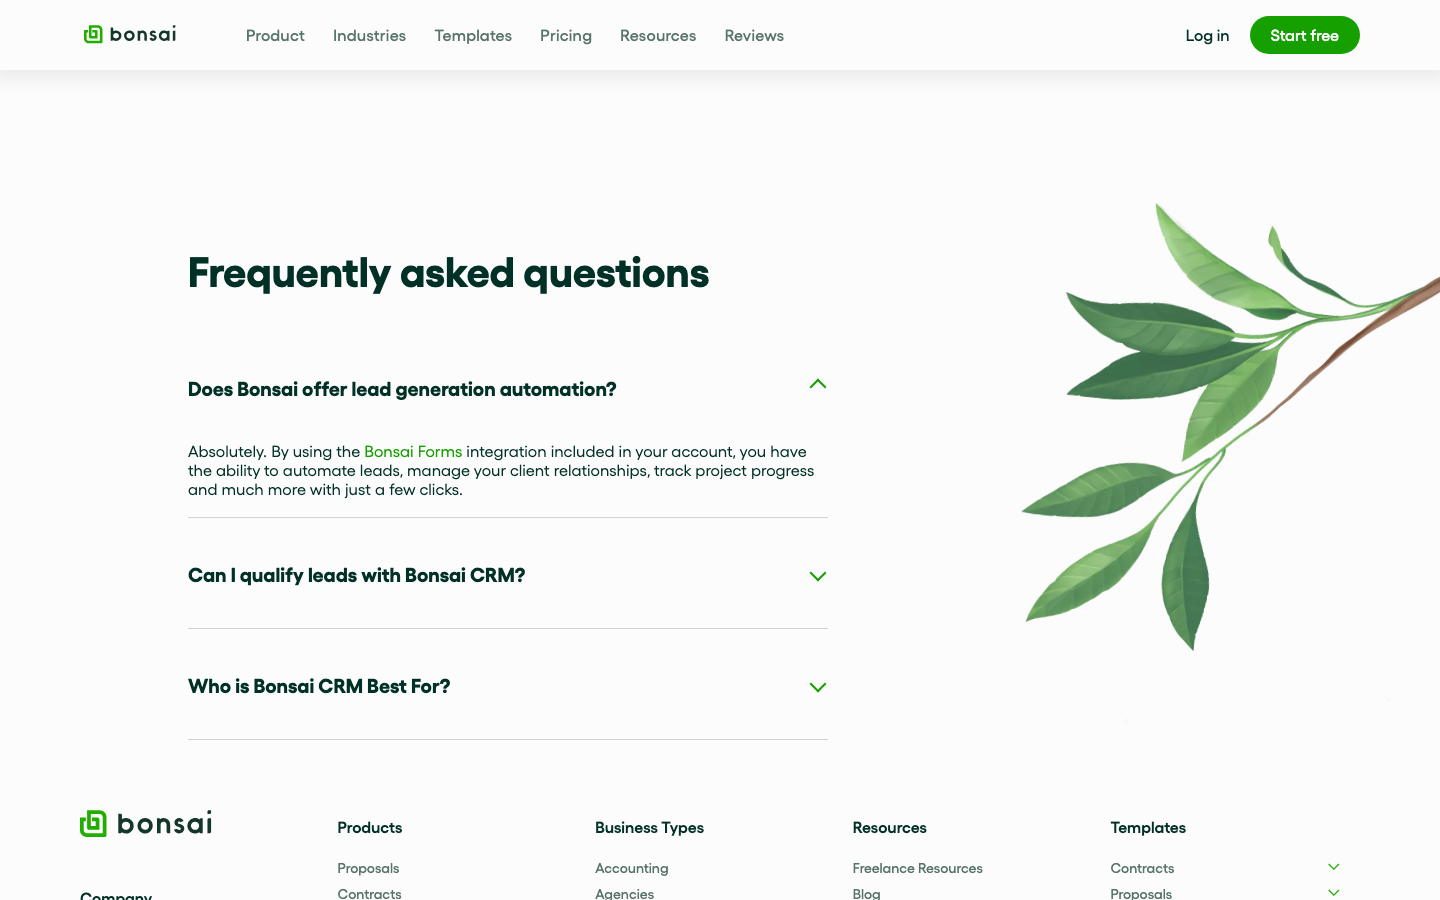 bonsai
Product
Industries
Templates
Pricing
Resources
Reviews
Log in
Start free
Frequently asked questions
Does Bonsai offer lead generation automation?
Absolutely. By using the Bonsai Forms integration included in your account, you have
the ability to automate leads, manage your client relationships, track project progress
and much more with just a few clicks.
Can I qualify leads with Bonsai CRM?
Who is Bonsai CRM Best For?
bonsai
Company
Products
Proposals
Contracts
Business Types
Accounting
Agencies
Resources
Freelance Resources
Blog
Templates
Contracts
Proposals